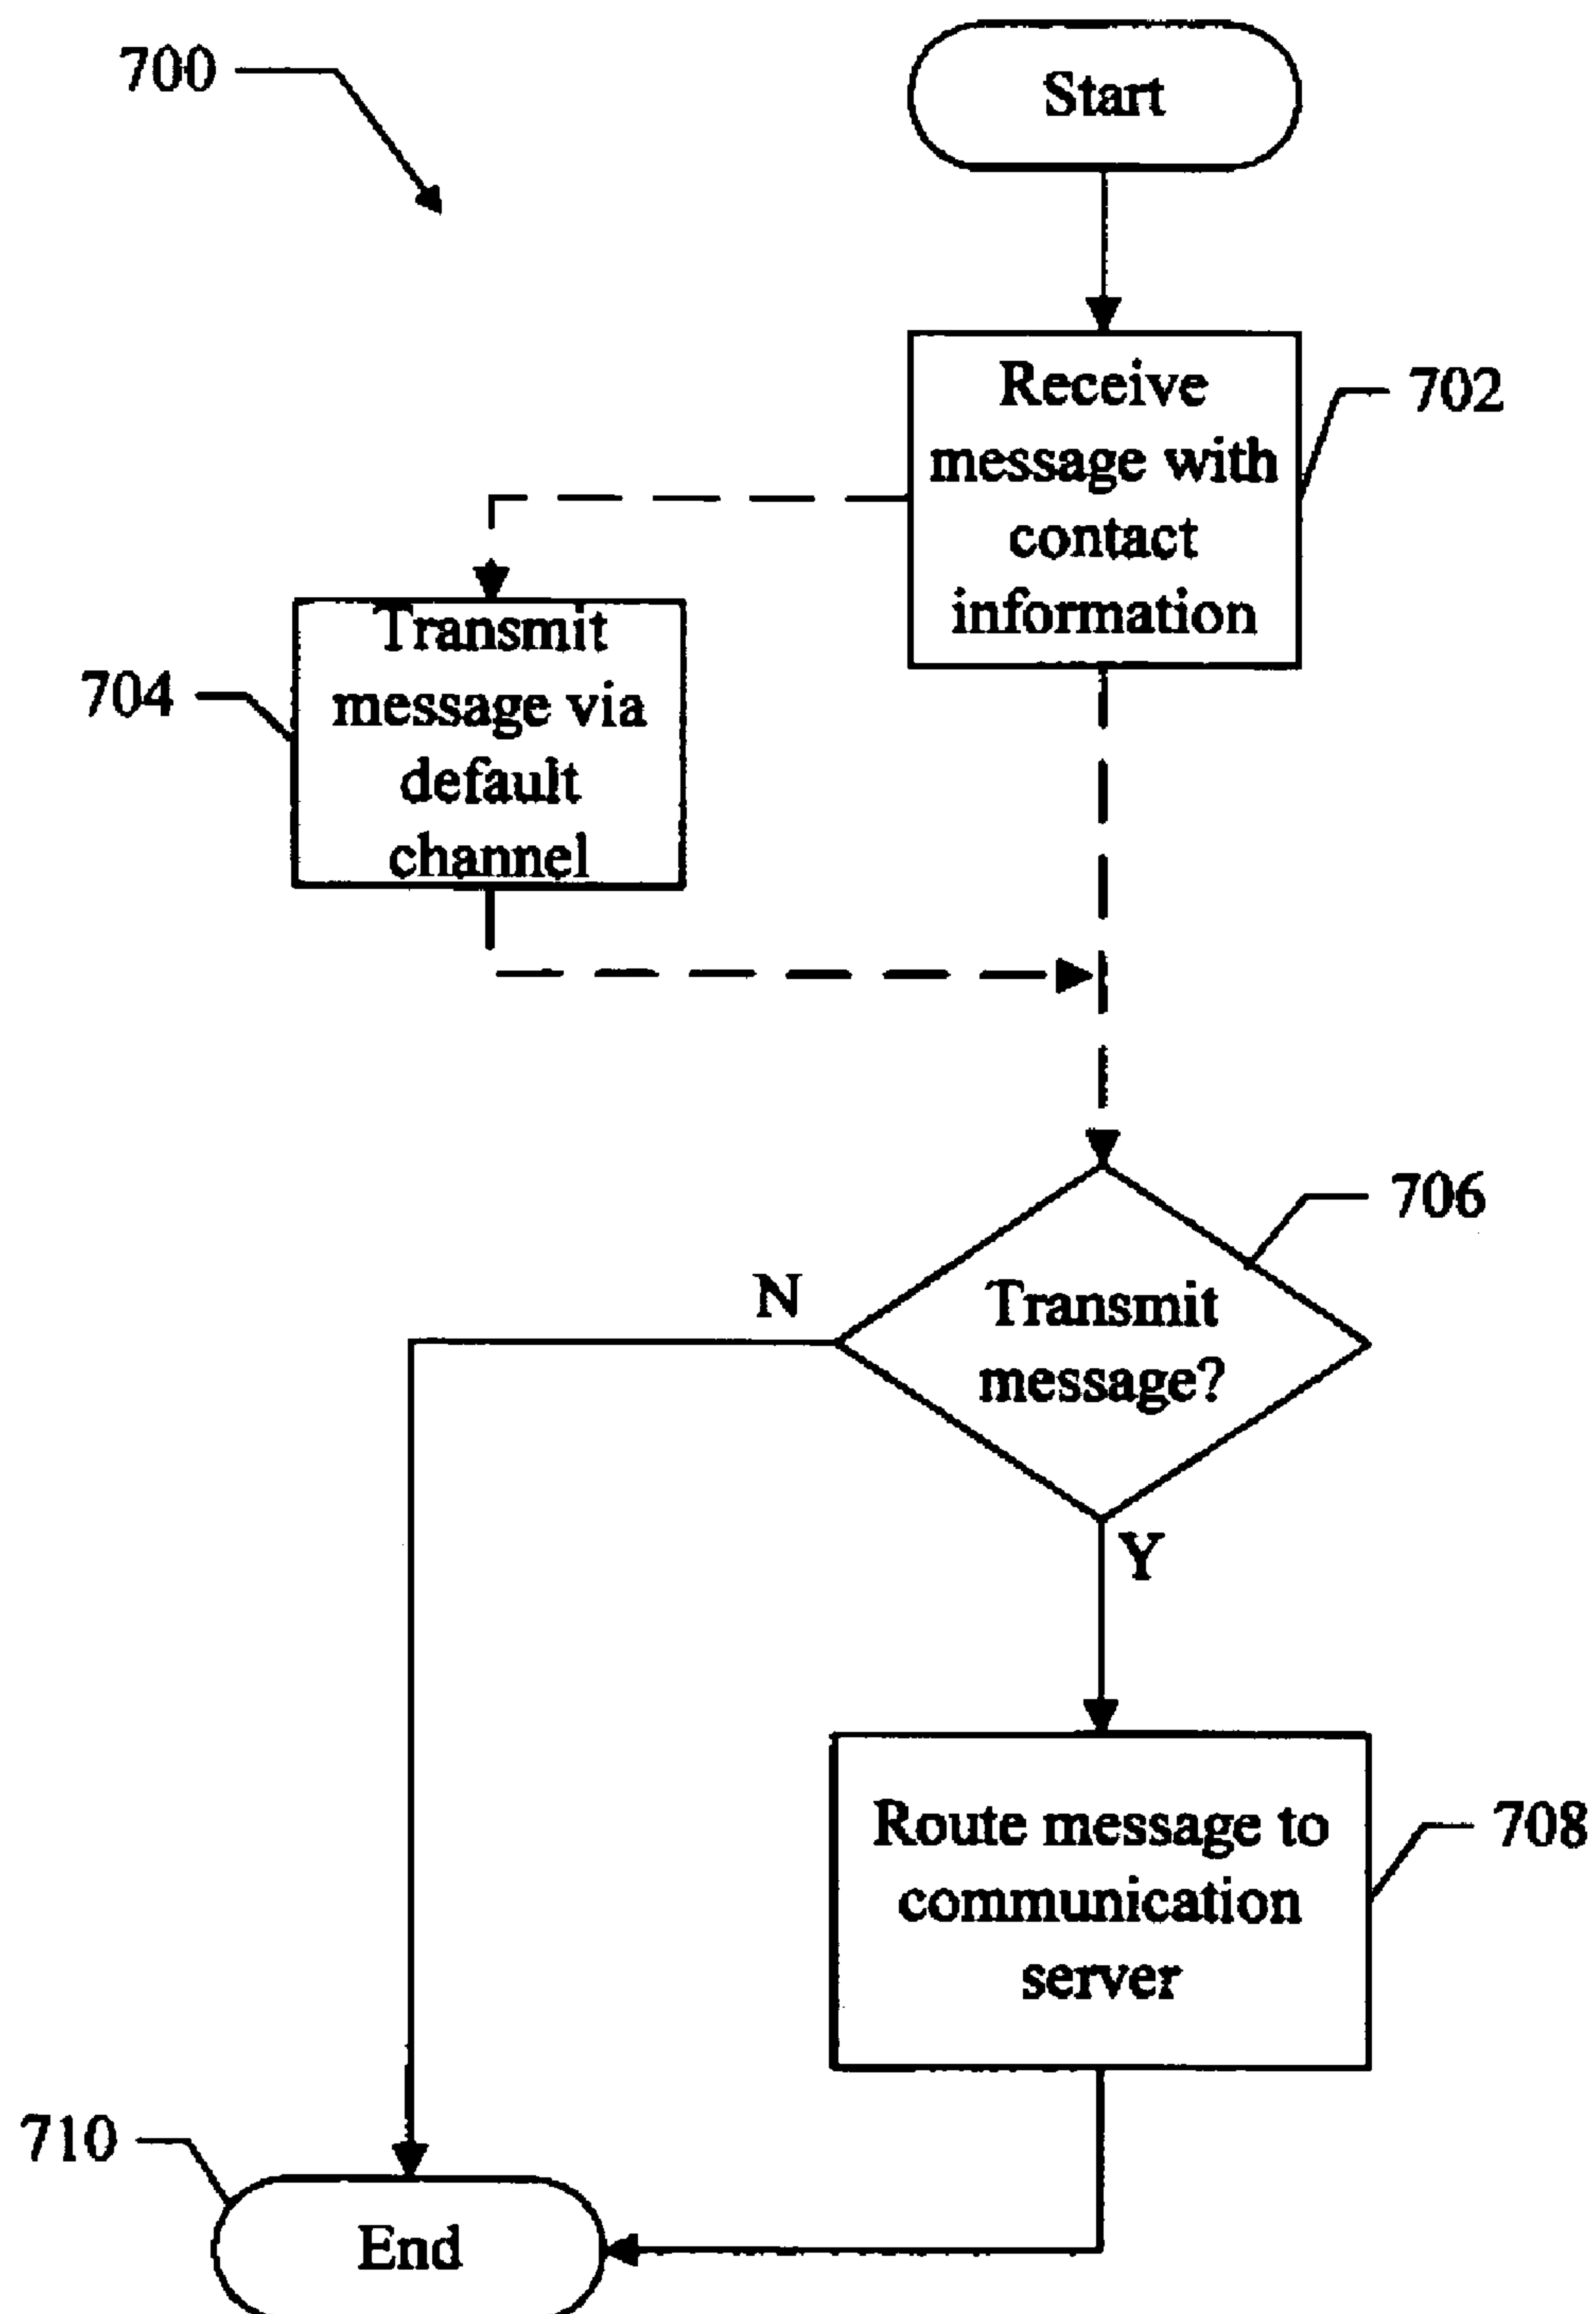 700
Start
Receive
message with
contact
information
702
Transmit
message via
default
channel
704
706
N
Transmit
message?
Y
Route message to
communication
server
708
710
End